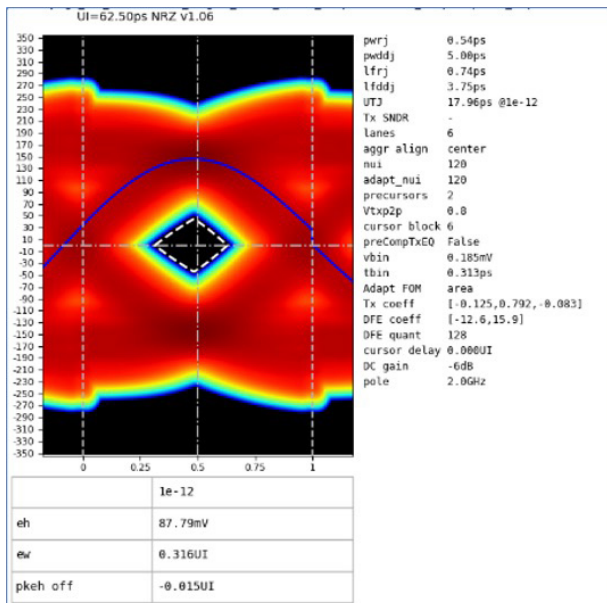 UI=62.50ps NRZ v1.06
350
330
310
290
270
250
230
210
190
170
150
130
110
90
70
50
30
10
-10
-30
-50
-70
-90
-110
-130
-150
-170
-190
-210
-230
-250
-270
-290
-310
-330
-350
0
0.25
0.5
0.75
1
pwrj 0.54ps
pwddj 5.00ps
lfrj 0.74ps
lfddj 3.75ps
UTJ 17.96ps @1e-12
Tx SNDR -
lanes 6
aggr align center
nui 120
adapt_nui 120
precursors 2
Vtxp2p 0.8
cursor block 6
preCompTxEQ False
vbin 0.185mV
tbin 0.313ps
Adapt FOM area
Tx coeff [-0.125,0.792,-0.083]
DFE coeff [-12.6,15.9]
DFE quant 128
cursor delay 0.000UI
DC gain -6dB
pole 2.0GHz
1e-12
eh 87.79mV
ew 0.316UI
pkeh off -0.015UI